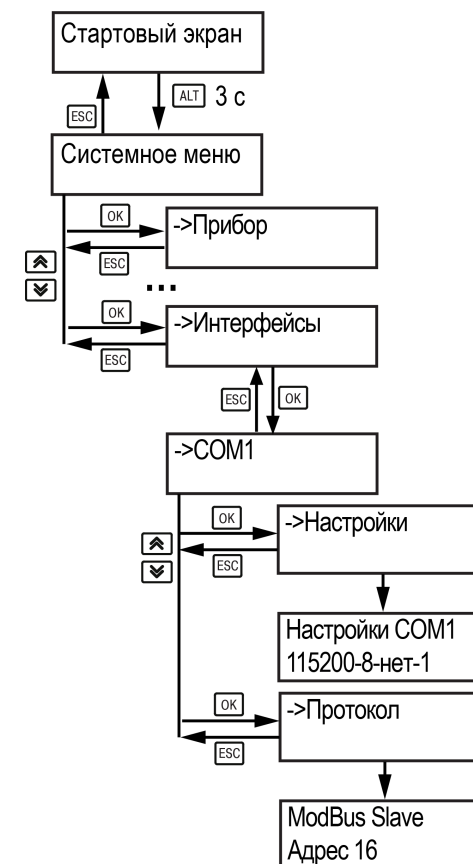 Стартовый экран
ESC
ALT 3 с
Системное меню
OK
->Прибор
ESC
...
OK
->Интерфейсы
ESC
ESC
OK
->COM1
OK
->Настройки
ESC
Настройки COM1
115200-8-нет-1
OK
->Протокол
ESC
ModBus Slave
Адрес 16